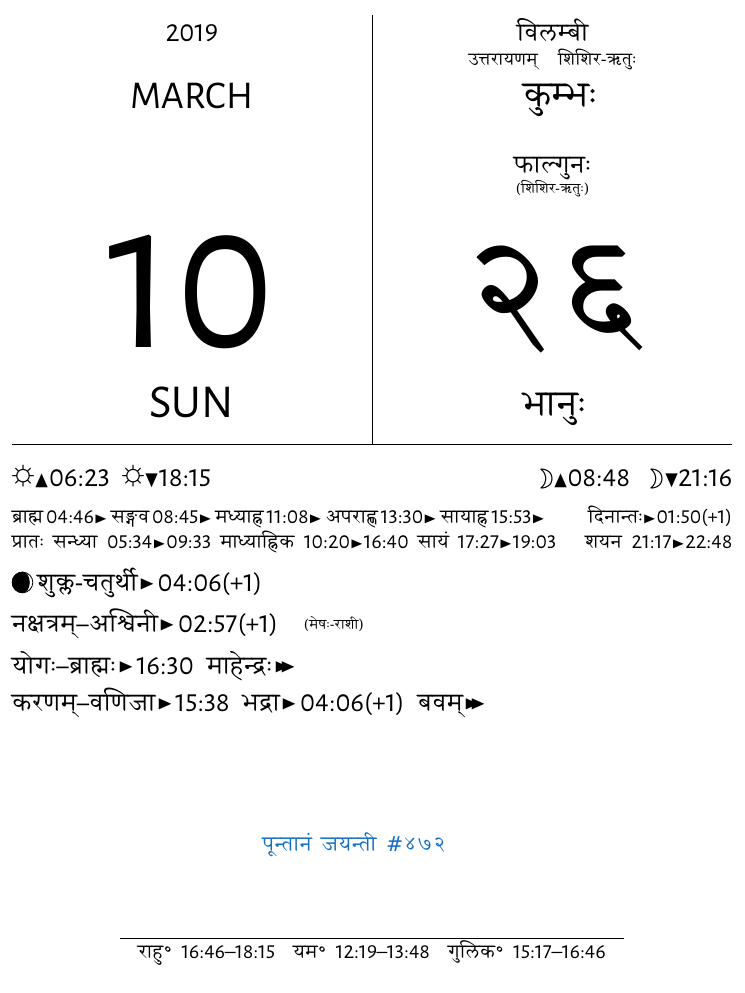 2019
MARCH
10
SUN
विलम्बी
उत्तरायणम् शिशिर-ऋतुः
कुम्भः
फाल्गुनः
(शिशिर-ऋतुः)
२६
भानुः
☼▲06:23 ☼▼18:15 ☽▲08:48 ☽▼21:16
ब्राह्म 04:46► सङ्गव 08:45► मध्याह्न 11:08► अपराह्ण 13:30► सायाह्न 15:53► दिनान्तः►01:50(+1)
प्रातः सन्ध्या 05:34►09:33 माध्याह्निक 10:20►16:40 सायं 17:27►19:03 शयन 21:17►22:48
शुक्ल-चतुर्थी►04:06(+1)
नक्षत्रम्–अश्विनी►02:57(+1) (मेषः-राशी)
योगः–ब्राह्मः►16:30 माहेन्द्रः►►
करणम्–वणिजा►15:38 भद्रा►04:06(+1) बवम्►►
पून्तानं जयन्ती #४७२
राहु॰ 16:46–18:15 यम॰ 12:19–13:48 गुलिक॰ 15:17–16:46